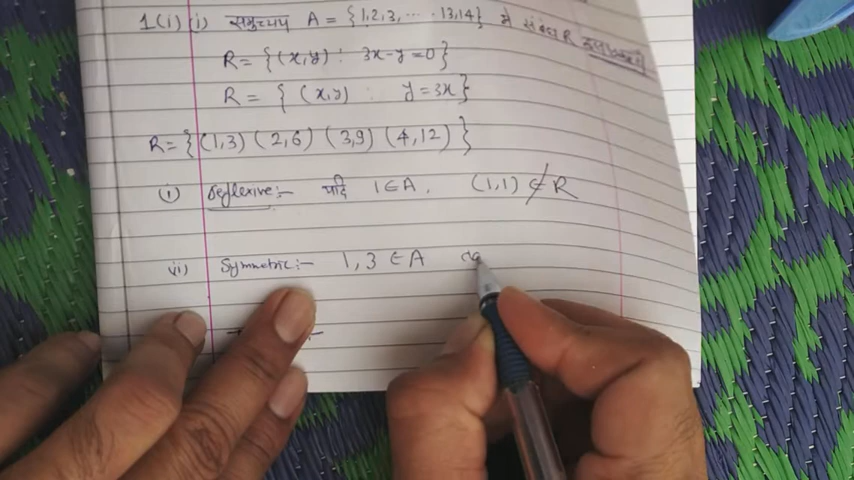 1(i) (i) समुच्चय A = {1,2,3, .... 13,14} में संबंध R
R = {(x,y) : 3x-y=0}
R = { (x,y) : y=3x}
R = { (1,3) (2,6) (3,9) (4,12) }
(i) Reflexive:- यदि 1∈A, (1,1) ∉ R
ii) Symmetric:- 1,3 ∈ A